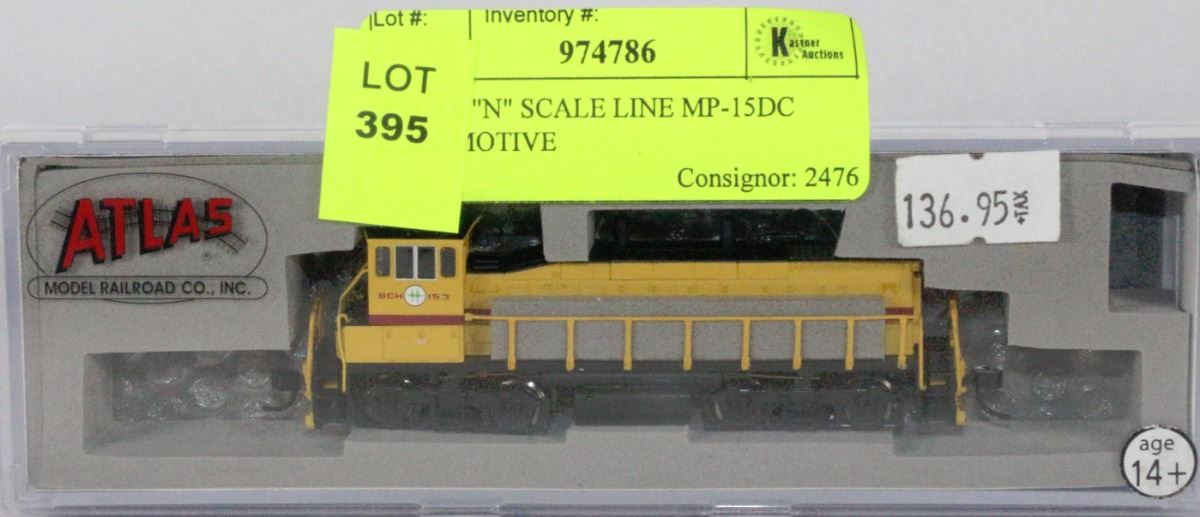 Lot #:
Inventory #:
974786
Kastner
Auctions
LOT
395
"N" SCALE LINE MP-15DC
MOTIVE
Consignor: 2476
136.95
+TAX
ATLAS
®
MODEL RAILROAD CO., INC.
BCH 153
age
14+